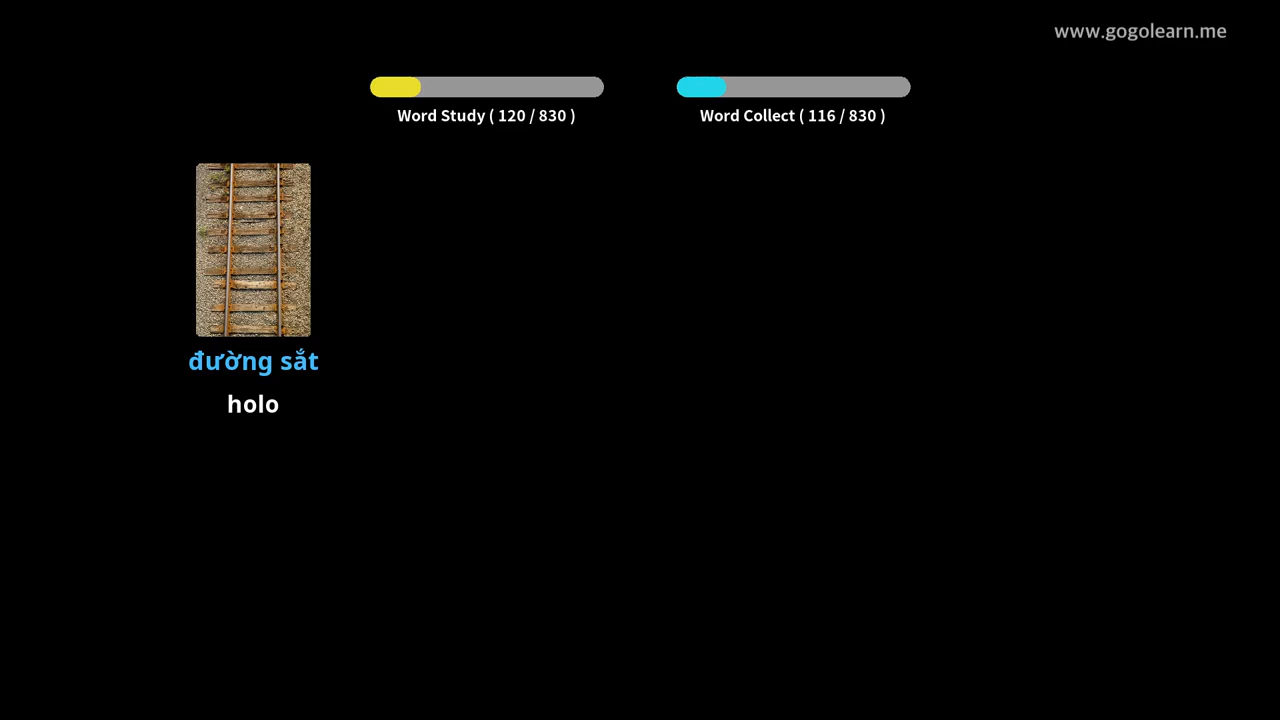 www.gogolearn.me
Word Study ( 120 / 830 )
Word Collect ( 116 / 830 )
đường sắt
holo